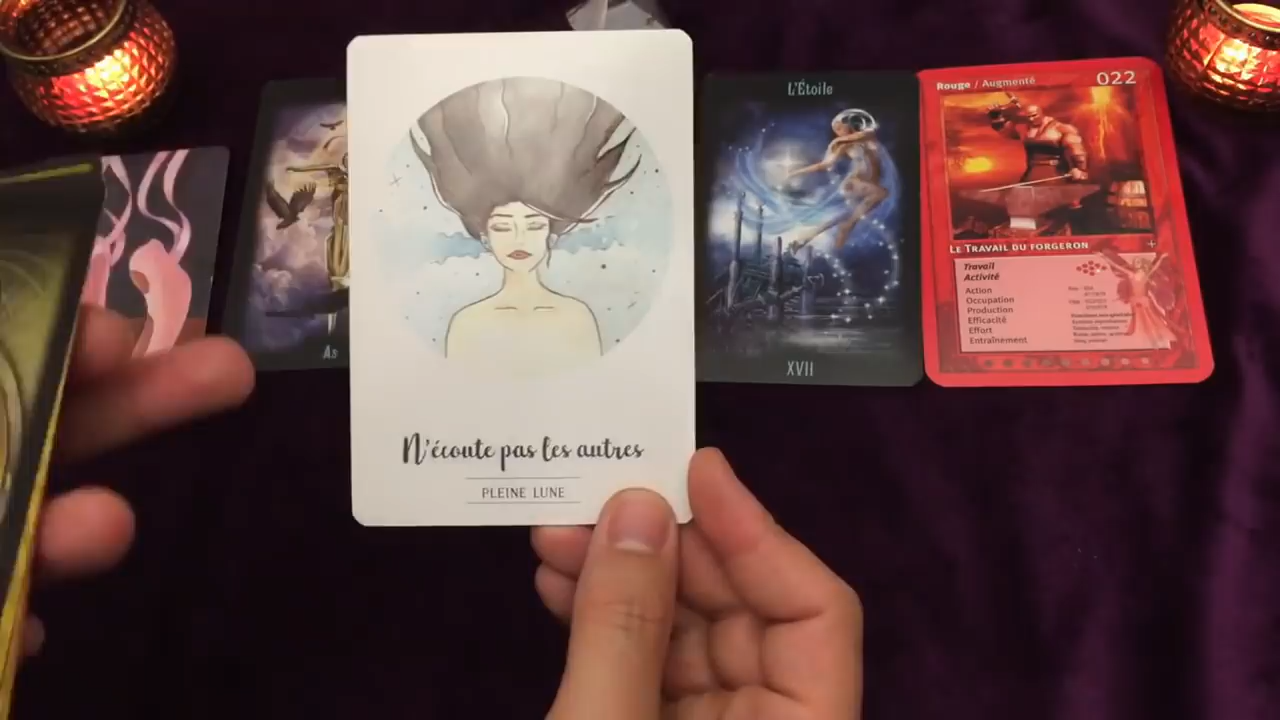 N'écoute pas les autres
PLEINE LUNE
As
L'Étoile
XVII
Rouge / Augmenté 022
LE TRAVAIL DU FORGERON +
Travail
Activité
Action
Occupation
Production
Efficacité
Effort
Entraînement